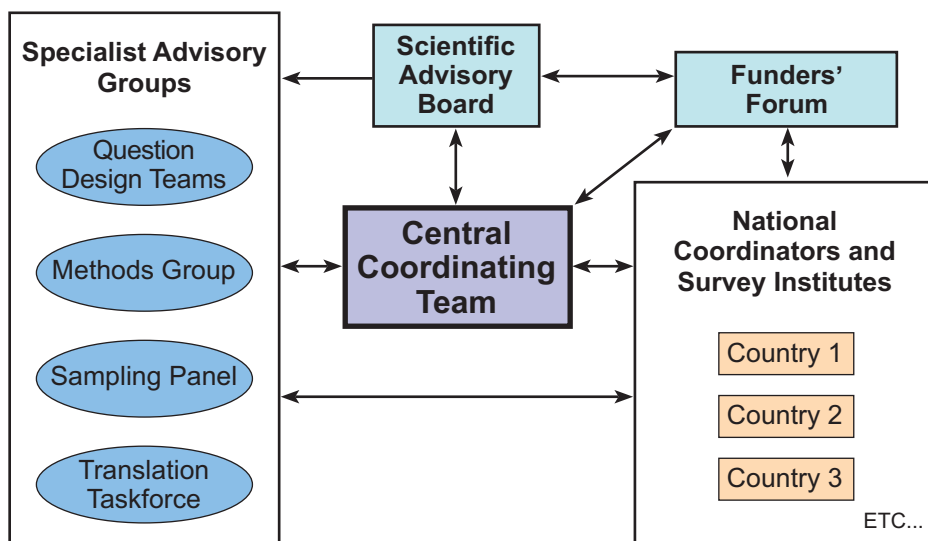 Specialist Advisory
Groups
Question
Design Teams
Methods Group
Sampling Panel
Translation
Taskforce
Scientific
Advisory
Board
Funders’
Forum
Central
Coordinating
Team
National
Coordinators and
Survey Institutes
Country 1
Country 2
Country 3
ETC...